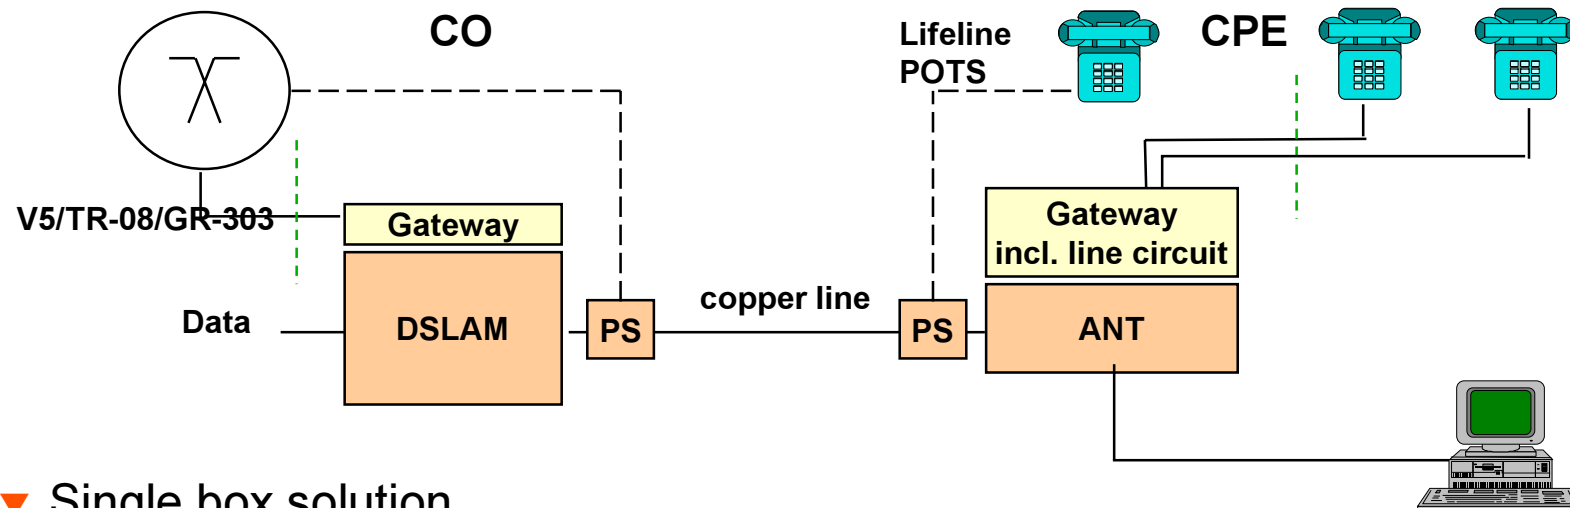 CO
Lifeline
POTS
CPE
V5/TR-08/GR-303
Gateway
Gateway
incl. line circuit
Data
DSLAM
PS
copper line
PS
ANT
Single box solution